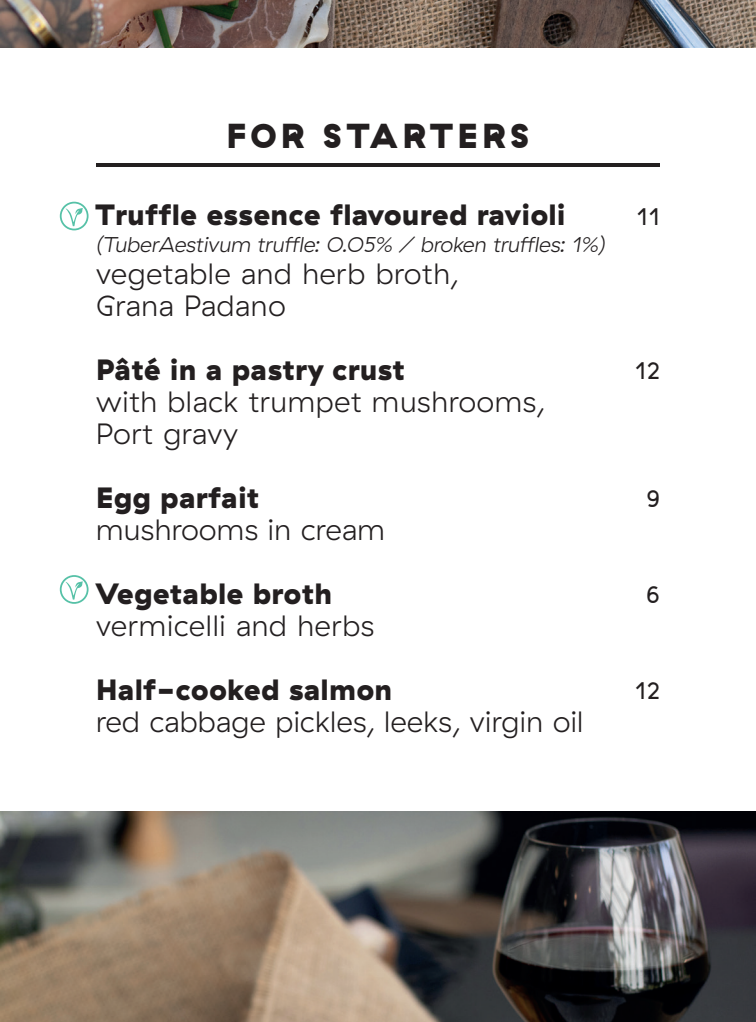 FOR STARTERS
Truffle essence flavoured ravioli 11
(TuberAestivum truffle: 0.05% / broken truffles: 1%)
vegetable and herb broth,
Grana Padano
Pâté in a pastry crust 12
with black trumpet mushrooms,
Port gravy
Egg parfait 9
mushrooms in cream
Vegetable broth 6
vermicelli and herbs
Half-cooked salmon 12
red cabbage pickles, leeks, virgin oil